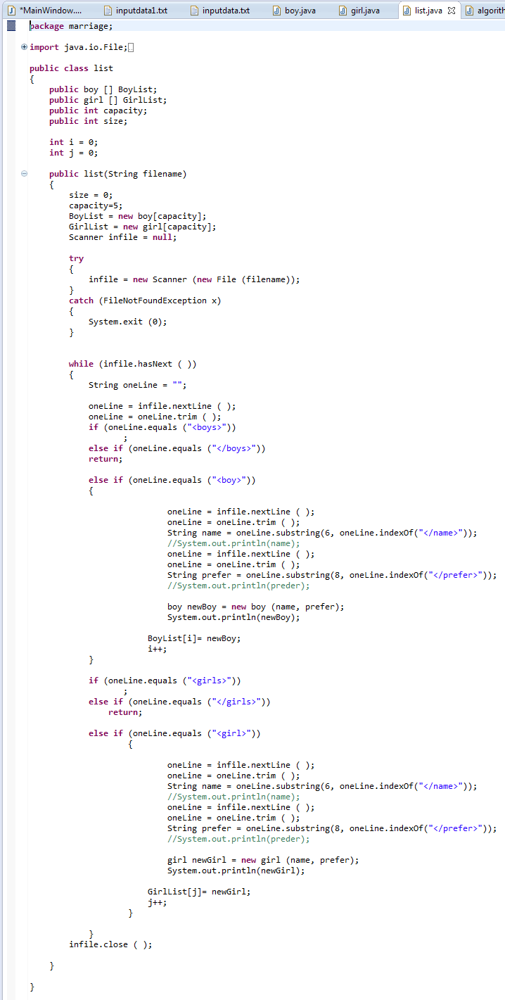 *MainWindow.... inputdata1.txt inputdata.txt boy.java girl.java list.java algorith
package marriage;
import java.io.File;
public class list
{
public boy [] BoyList;
public girl [] GirlList;
public int capacity;
public int size;
int i = 0;
int j = 0;
public list(String filename)
{
size = 0;
capacity=5;
BoyList = new boy[capacity];
GirlList = new girl[capacity];
Scanner infile = null;
try
{
infile = new Scanner (new File (filename));
}
catch (FileNotFoundException x)
{
System.exit (0);
}
while (infile.hasNext ( ))
{
String oneLine = "";
oneLine = infile.nextLine ( );
oneLine = oneLine.trim ( );
if (oneLine.equals ("<boys>"))
;
else if (oneLine.equals ("</boys>"))
return;
else if (oneLine.equals ("<boy>"))
{
oneLine = infile.nextLine ( );
oneLine = oneLine.trim ( );
String name = oneLine.substring(6, oneLine.indexOf("</name>"));
//System.out.println(name);
oneLine = infile.nextLine ( );
oneLine = oneLine.trim ( );
String prefer = oneLine.substring(8, oneLine.indexOf("</prefer>"));
//System.out.println(preder);
boy newBoy = new boy (name, prefer);
System.out.println(newBoy);
BoyList[i]= newBoy;
i++;
}
if (oneLine.equals ("<girls>"))
;
else if (oneLine.equals ("</girls>"))
return;
else if (oneLine.equals ("<girl>"))
{
oneLine = infile.nextLine ( );
oneLine = oneLine.trim ( );
String name = oneLine.substring(6, oneLine.indexOf("</name>"));
//System.out.println(name);
oneLine = infile.nextLine ( );
oneLine = oneLine.trim ( );
String prefer = oneLine.substring(8, oneLine.indexOf("</prefer>"));
//System.out.println(preder);
girl newGirl = new girl (name, prefer);
System.out.println(newGirl);
GirlList[j]= newGirl;
j++;
}
}
infile.close ( );
}
}